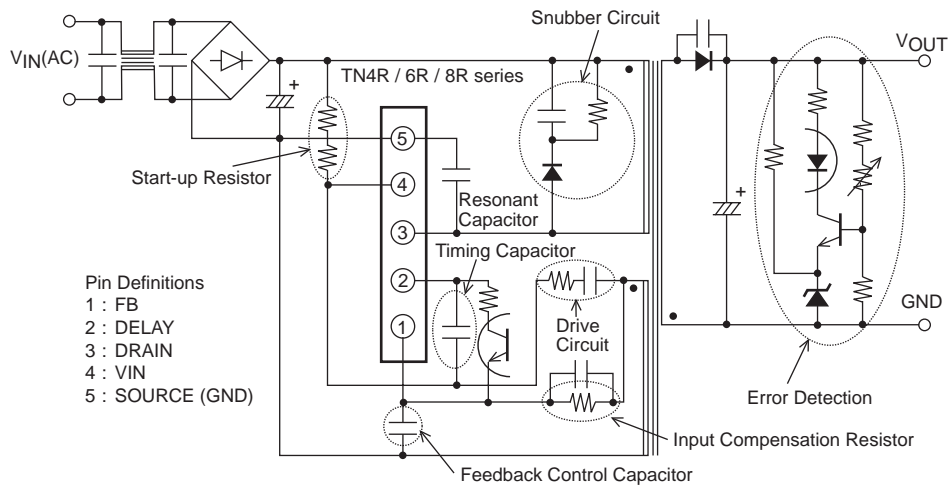 Snubber Circuit
VIN(AC)
VOUT
TN4R / 6R / 8R series
+
+
5
Start-up Resistor
4
Resonant
Capacitor
3
Timing Capacitor
Pin Definitions
1 : FB
2 : DELAY
3 : DRAIN
4 : VIN
5 : SOURCE (GND)
2
1
Drive
Circuit
GND
Error Detection
Input Compensation Resistor
Feedback Control Capacitor